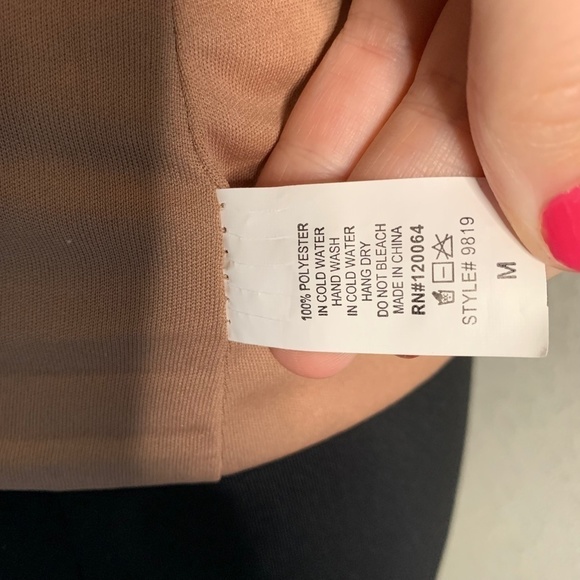 100% POLYESTER
IN COLD WATER
HAND WASH
IN COLD WATER
HANG DRY
DO NOT BLEACH
MADE IN CHINA
RN#120064
STYLE# 9819
M